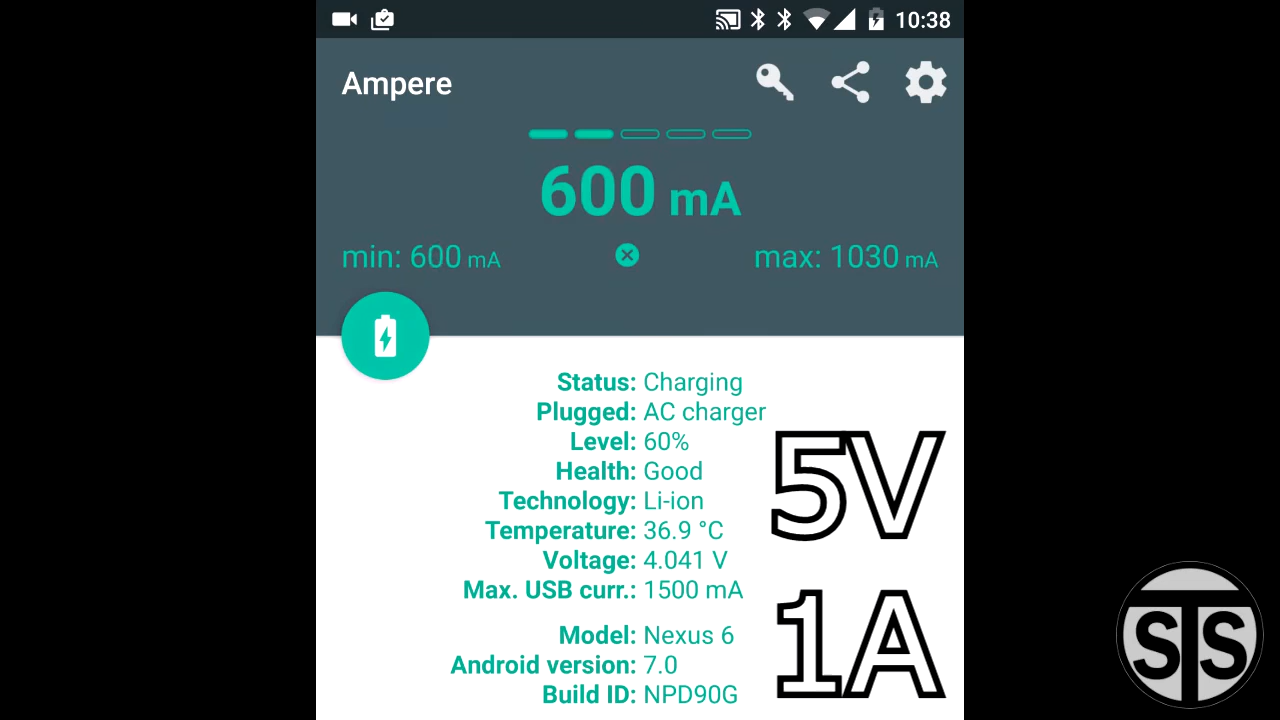 10:38
Ampere
600 mA
min: 600 mA max: 1030 mA
Status: Charging
Plugged: AC charger
Level: 60%
Health: Good
Technology: Li-ion
Temperature: 36.9 °C
Voltage: 4.041 V
Max. USB curr.: 1500 mA
Model: Nexus 6
Android version: 7.0
Build ID: NPD90G
5V
1A
STS